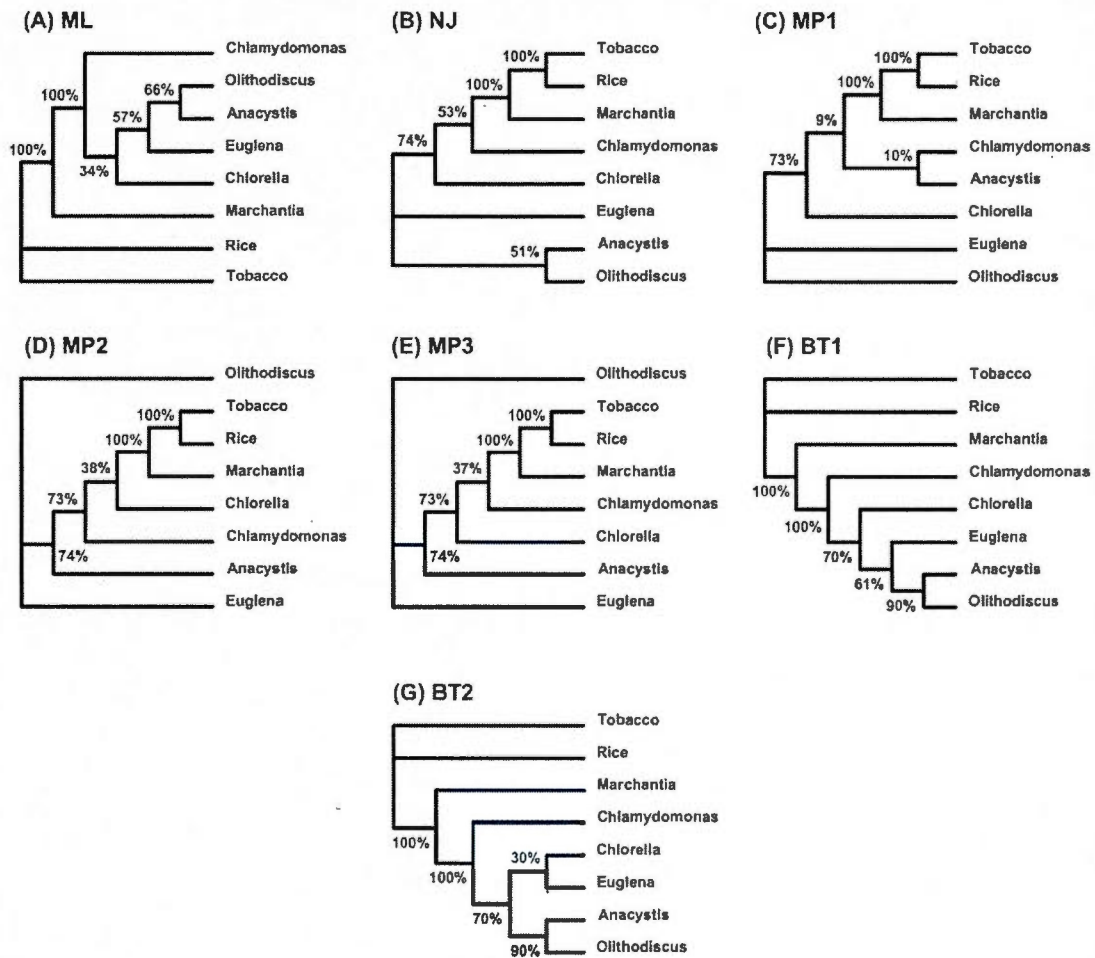 (A) ML
Chlamydomonas
Olithodiscus
66%
100%
Anacystis
57%
Euglena
100%
34%
Chlorella
Marchantia
Rice
Tobacco
(B) NJ
100%
Tobacco
100%
Rice
100%
53%
Marchantia
74%
Chlamydomonas
Chlorella
Euglena
51%
Anacystis
Olithodiscus
(C) MP1
100%
Tobacco
100%
Rice
9%
Marchantia
10%
Chlamydomonas
73%
Anacystis
Chlorella
Euglena
Olithodiscus
(D) MP2
Olithodiscus
100%
Tobacco
100%
Rice
38%
Marchantia
73%
Chlorella
74%
Chlamydomonas
Anacystis
Euglena
(E) MP3
Olithodiscus
100%
Tobacco
100%
Rice
37%
Marchantia
73%
Chlamydomonas
74%
Chlorella
Anacystis
Euglena
(F) BT1
Tobacco
Rice
Marchantia
100%
Chlamydomonas
100%
Chlorella
70%
Euglena
61%
Anacystis
90%
Olithodiscus
(G) BT2
Tobacco
Rice
Marchantia
Chlamydomonas
100%
30%
Chlorella
100%
Euglena
70%
Anacystis
90%
Olithodiscus